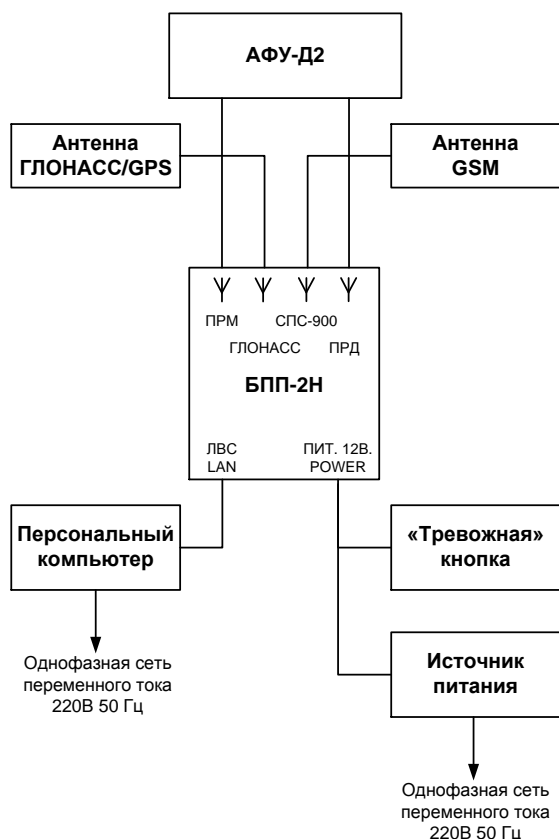 АФУ-Д2
Антенна
ГЛОНАСС/GPS
Антенна
GSM
ПРМ
СПС-900
ГЛОНАСС
ПРД
БПП-2Н
ЛВС
LAN
ПИТ. 12В.
POWER
Персональный
компьютер
«Тревожная»
кнопка
Однофазная сеть
переменного тока
220В 50 Гц
Источник
питания
Однофазная сеть
переменного тока
220В 50 Гц